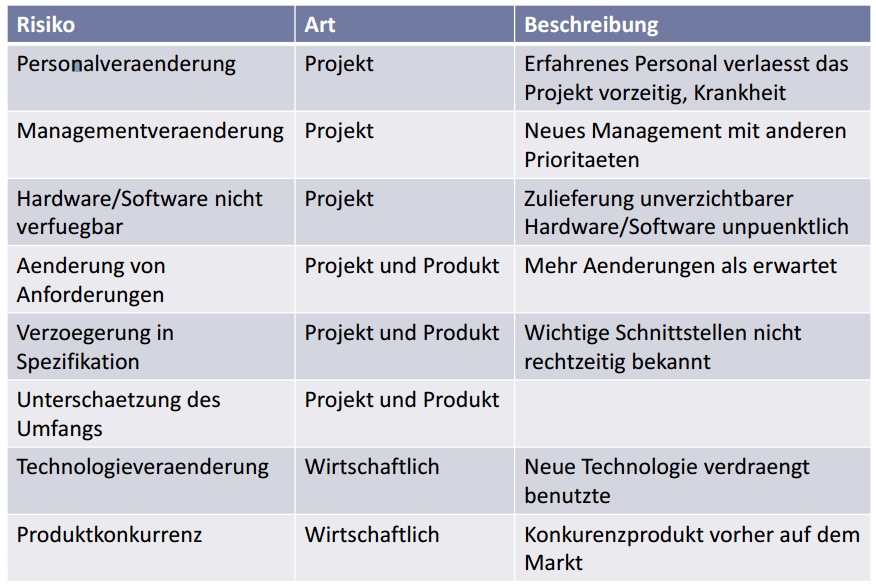 Risiko Art Beschreibung
Personalveraenderung Projekt Erfahrenes Personal verlaesst das
Projekt vorzeitig, Krankheit
Managementveraenderung Projekt Neues Management mit anderen
Prioritaeten
Hardware/Software nicht Projekt Zulieferung unverzichtbarer
verfuegbar Hardware/Software unpuenktlich
Aenderung von Projekt und Produkt Mehr Aenderungen als erwartet
Anforderungen
Verzoegerung in Projekt und Produkt Wichtige Schnittstellen nicht
Spezifikation rechtzeitig bekannt
Unterschaetzung des Projekt und Produkt
Umfangs
Technologieveraenderung Wirtschaftlich Neue Technologie verdraengt
benutzte
Produktkonkurrenz Wirtschaftlich Konkurenzprodukt vorher auf dem
Markt